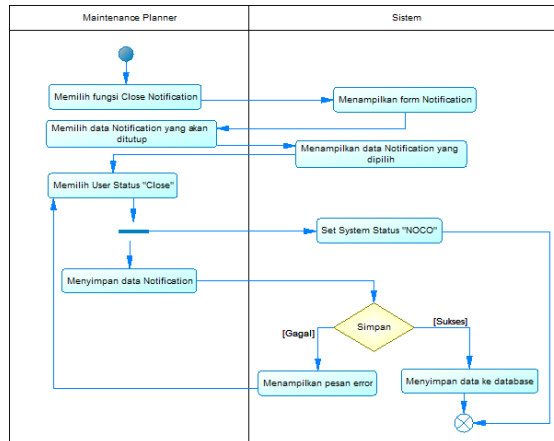 Maintenance Planner
Sistem
Memilih fungsi Close Notification
Menampilkan form Notification
Memilih data Notification yang akan
ditutup
Menampilkan data Notification yang
dipilih
Memilih User Status "Close"
Set System Status "NOCO"
Menyimpan data Notification
Simpan
[Gagal]
[Sukses]
Menampilkan pesan error
Menyimpan data ke database